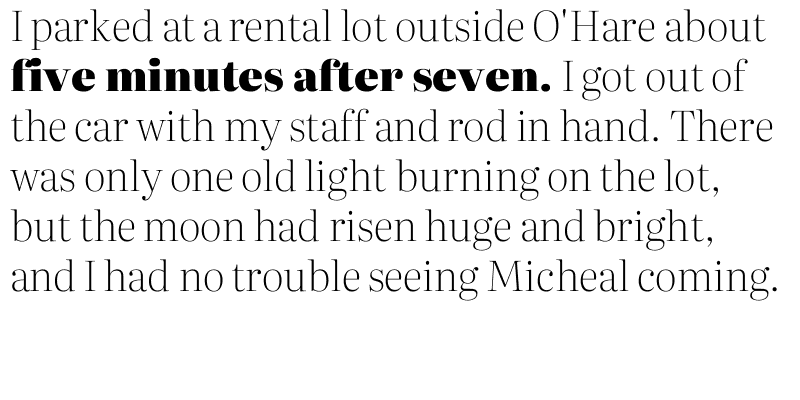 I parked at a rental lot outside O'Hare about
five minutes after seven. I got out of
the car with my staff and rod in hand. There
was only one old light burning on the lot,
but the moon had risen huge and bright,
and I had no trouble seeing Micheal coming.